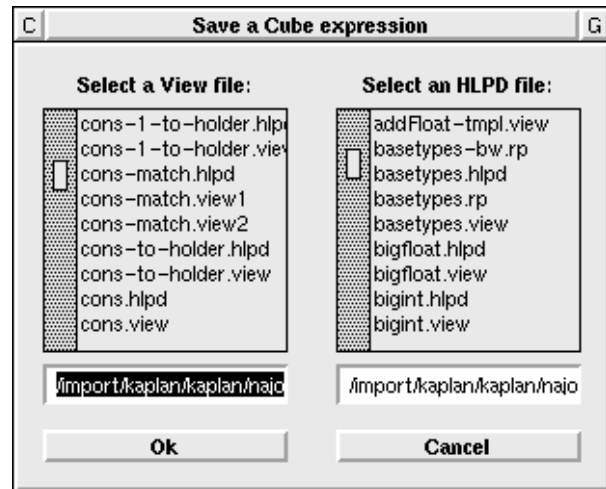 C Save a Cube expression G
Select a View file:
cons-1-to-holder.hlp
cons-1-to-holder.view
cons-match.hlpd
cons-match.view1
cons-match.view2
cons-to-holder.hlpd
cons-to-holder.view
cons.hlpd
cons.view
/import/kaplan/kaplan/najo
Ok
Select an HLPD file:
addFloat-tmpl.view
basetypes-bw.rp
basetypes.hlpd
basetypes.rp
basetypes.view
bigfloat.hlpd
bigfloat.view
bigint.hlpd
bigint.view
/import/kaplan/kaplan/najo
Cancel